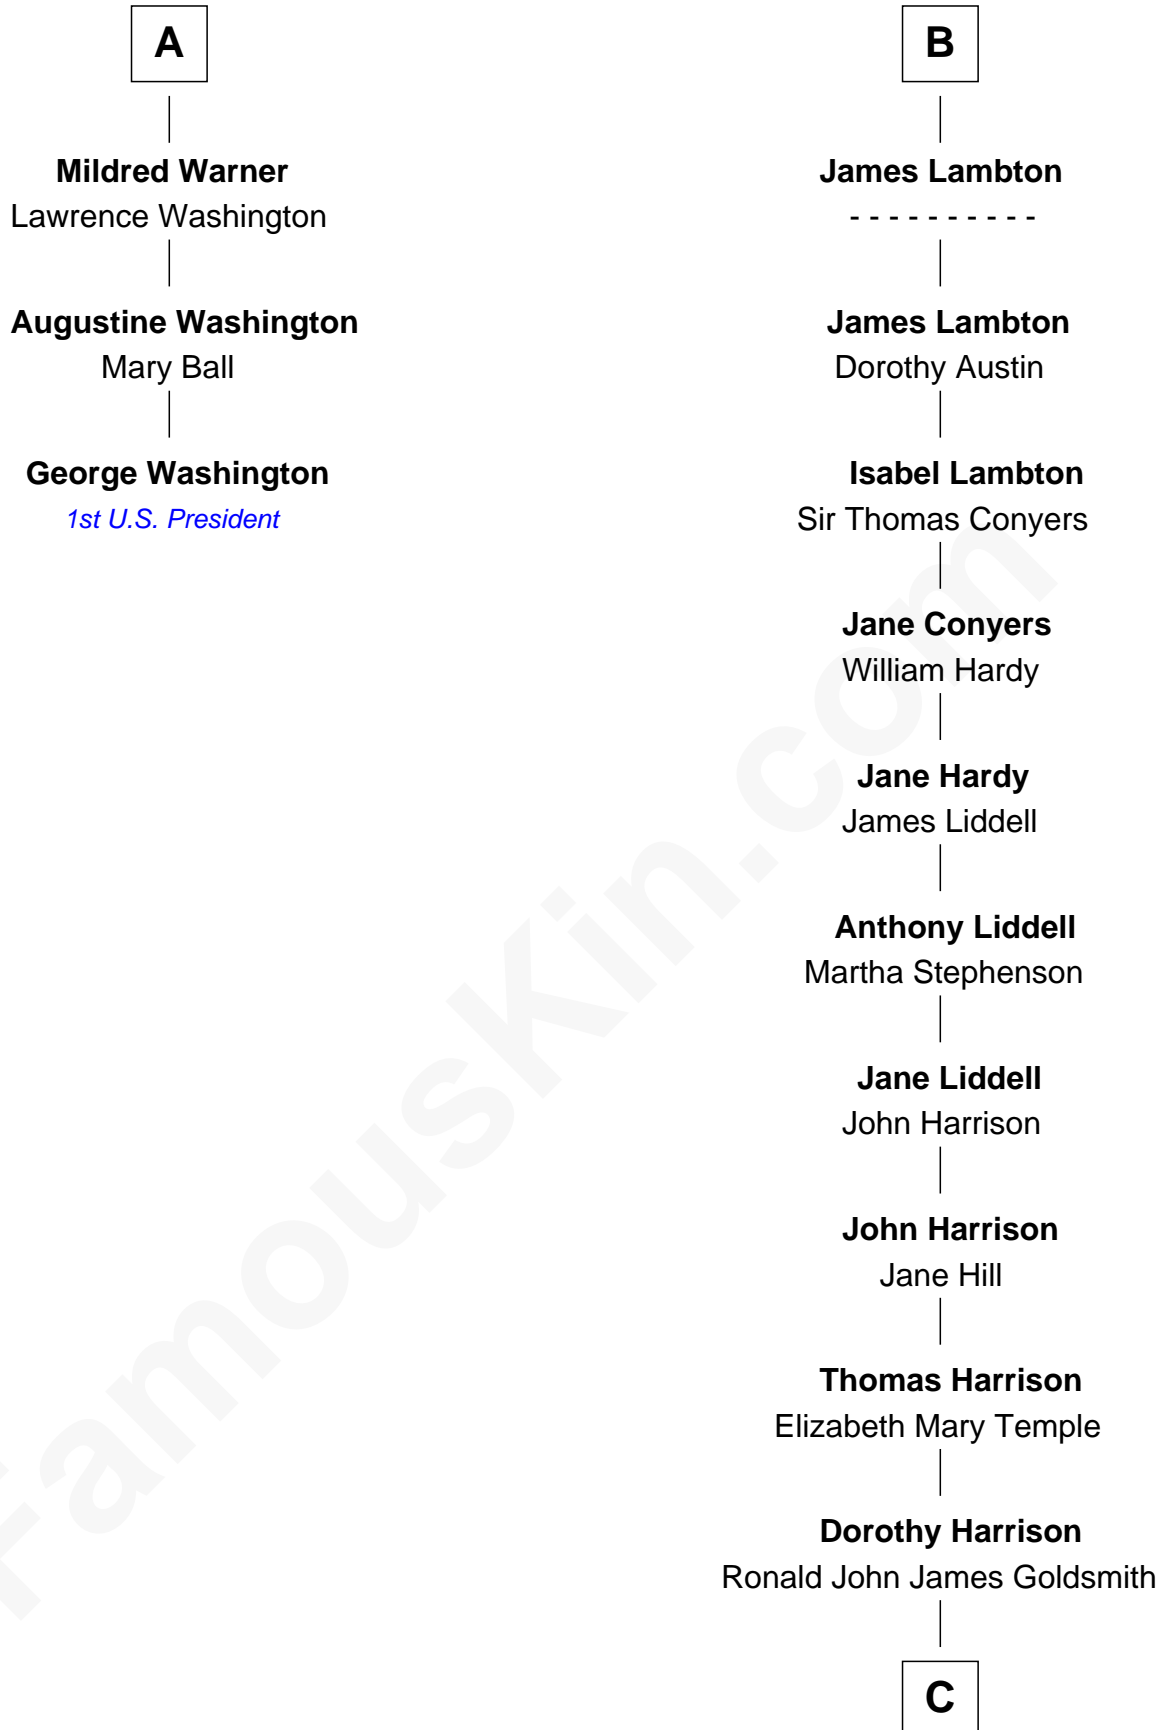 A
Mildred Warner
Lawrence Washington
Augustine Washington
Mary Ball
George Washington
1st U.S. President
B
James Lambton
- - - - - - - - - -
James Lambton
Dorothy Austin
Isabel Lambton
Sir Thomas Conyers
Jane Conyers
William Hardy
Jane Hardy
James Liddell
Anthony Liddell
Martha Stephenson
Jane Liddell
John Harrison
John Harrison
Jane Hill
Thomas Harrison
Elizabeth Mary Temple
Dorothy Harrison
Ronald John James Goldsmith
C
FamousKin.com